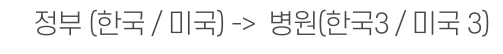 정부 (한국 / 미국) -> 병원(한국3 / 미국 3)